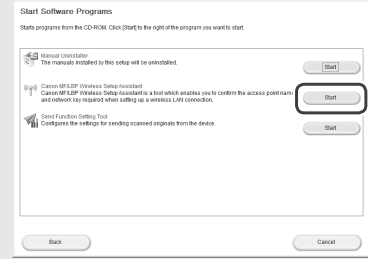 Start Software Programs
Starts programs from the CD-ROM. Click [Start] to the right of the program you want to start.
Manual Uninstaller
The manuals installed by this setup will be uninstalled.
Start
Canon MF/LBP Wireless Setup Assistant
Canon MF/LBP Wireless Setup Assistant is a tool which enables you to confirm the access point name
and network key required when setting up a wireless LAN connection.
Start
Send Function Setting Tool
Configures the settings for sending scanned originals from the device.
Start
Back
Cancel